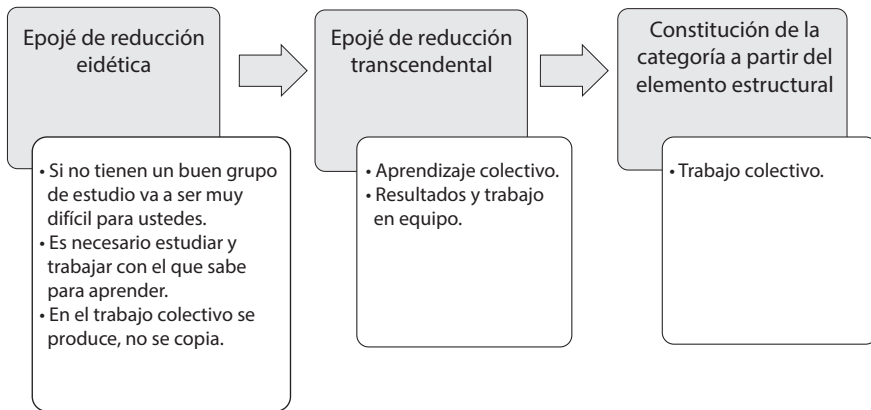 Epojé de reducción
eidética
• Si no tienen un buen grupo
de estudio va a ser muy
difícil para ustedes.
• Es necesario estudiar y
trabajar con el que sabe
para aprender.
• En el trabajo colectivo se
produce, no se copia.
Epojé de reducción
transcendental
• Aprendizaje colectivo.
• Resultados y trabajo
en equipo.
Constitución de la
categoría a partir del
elemento estructural
• Trabajo colectivo.